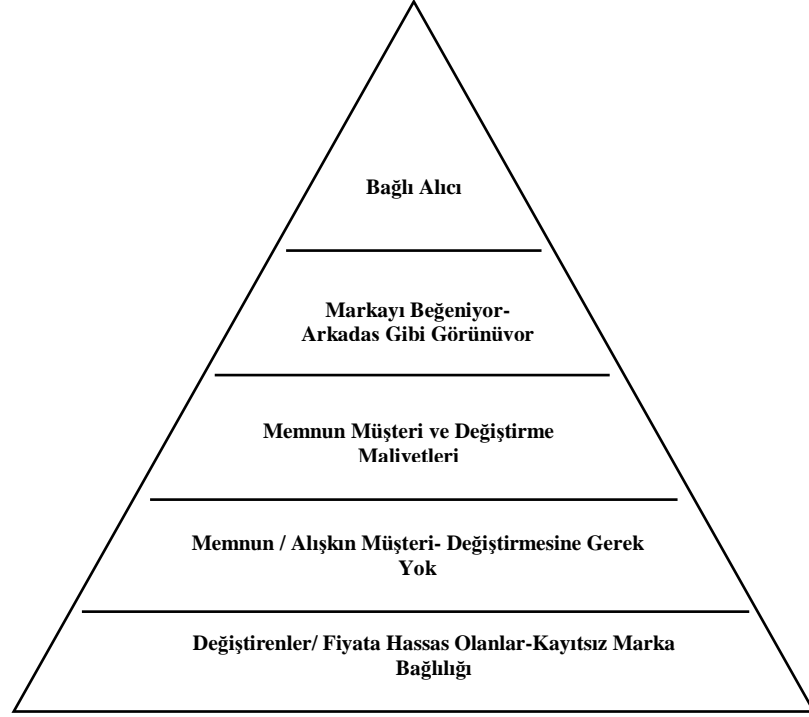 Bağlı Alıcı
Markayı Beğeniyor-
Arkadas Gibi Görünüvor
Memnun Müşteri ve Değiştirme
Maliyetleri
Memnun / Alışkın Müşteri- Değiştirmesine Gerek
Yok
Değiştirenler/ Fiyata Hassas Olanlar-Kayıtsız Marka
Bağlılığı